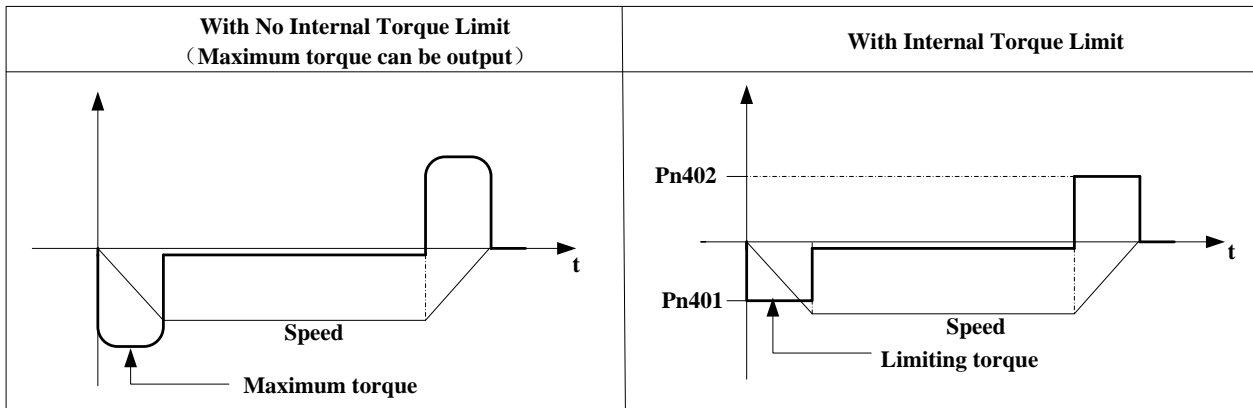 With No Internal Torque Limit
（Maximum torque can be output）
With Internal Torque Limit
t
Speed
Maximum torque
Pn402
t
Pn401
Speed
Limiting torque